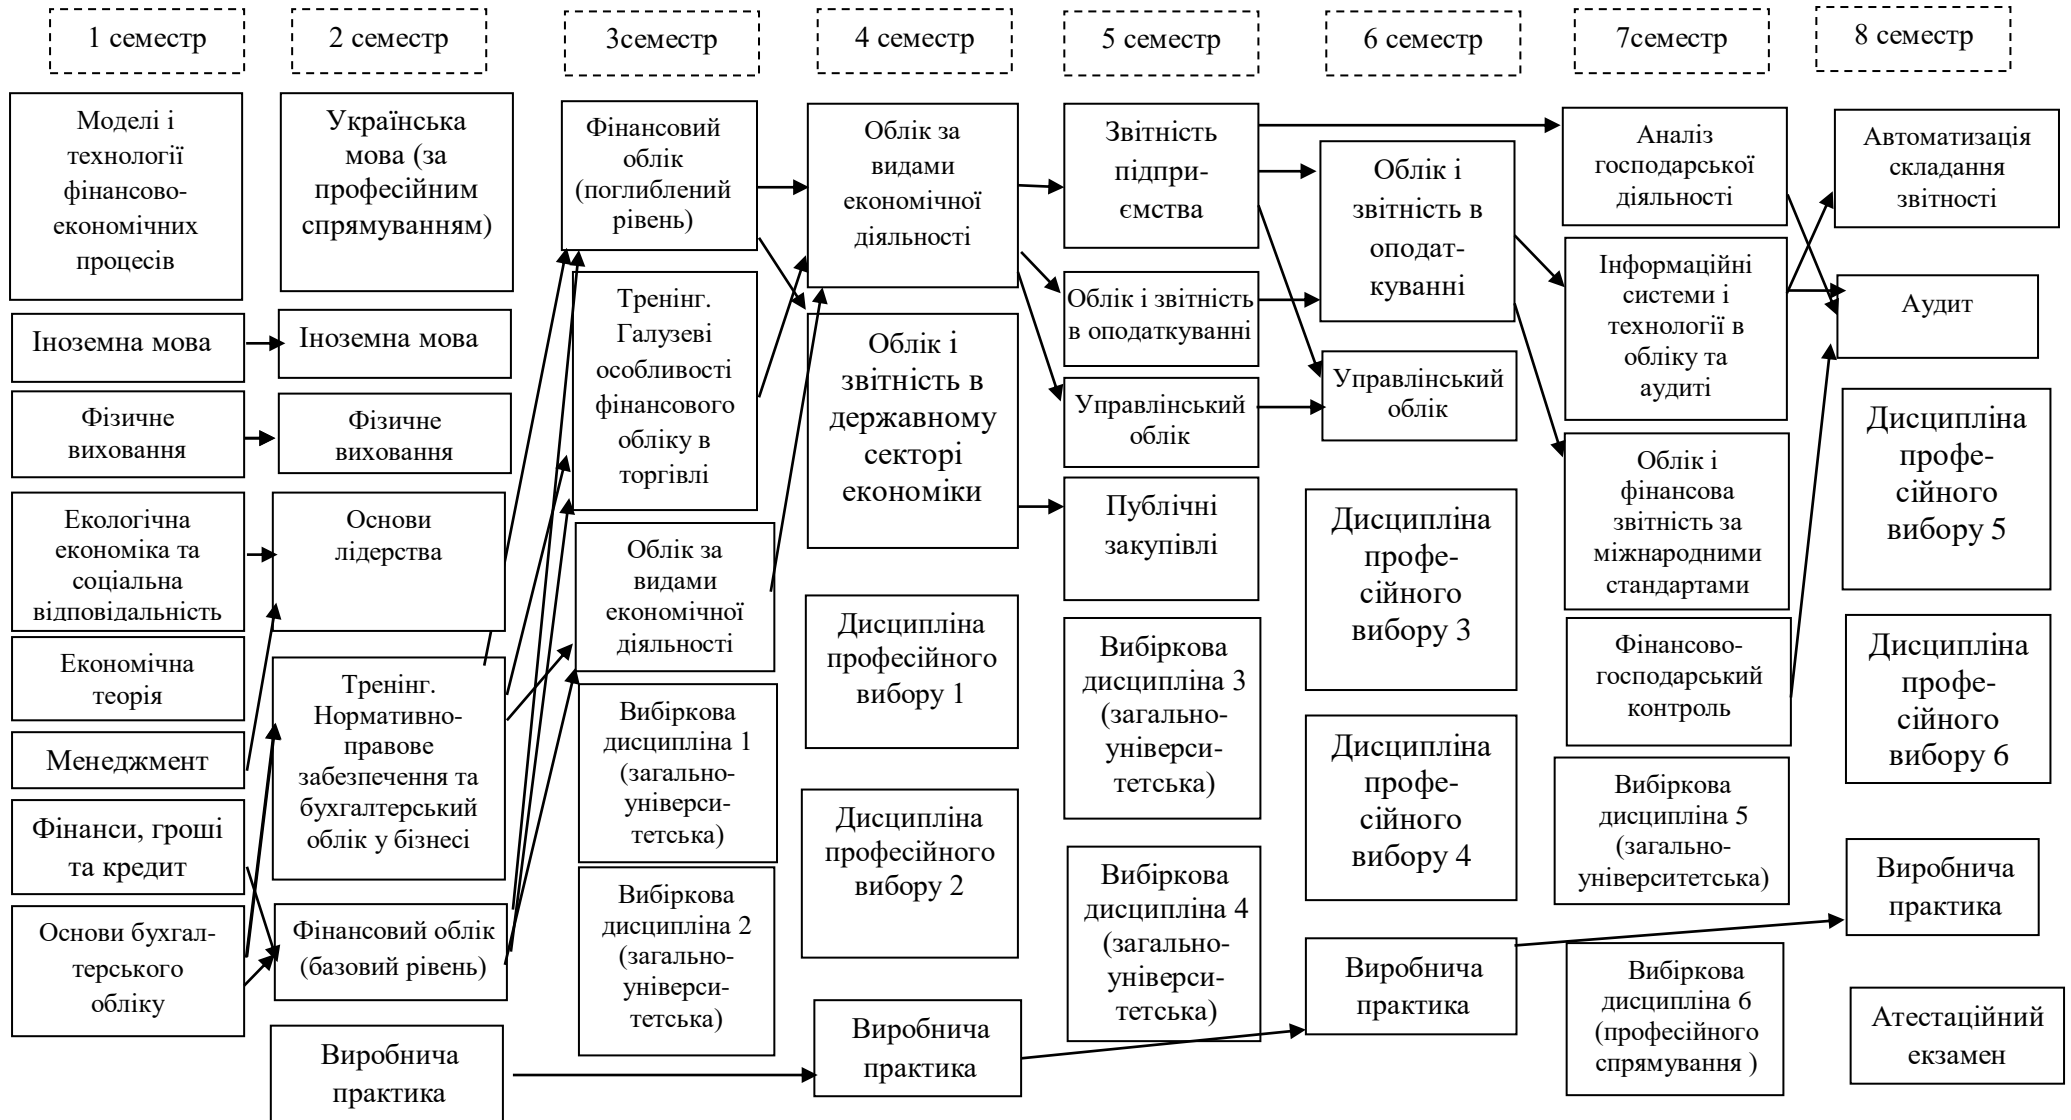 1 семестр
2 семестр
3семестр
4 семестр
5 семестр
6 семестр
7семестр
8 семестр
Моделі і
технології
фінансово-
економічних
процесів
Іноземна мова
Фізичне
виховання
Екологічна
економіка та
соціальна
відповідальність
Економічна
теорія
Менеджмент
Фінанси, гроші
та кредит
Основи бухгал-
терського
обліку
Українська
мова (за
професійним
спрямуванням)
Іноземна мова
Фізичне
виховання
Основи
лідерства
Тренінг.
Нормативно-
правове
забезпечення та
бухгалтерський
облік у бізнесі
Фінансовий облік
(базовий рівень)
Виробнича
практика
Фінансовий
облік
(поглиблений
рівень)
Тренінг.
Галузеві
особливості
фінансового
обліку в
торгівлі
Облік за
видами
економічної
діяльності
Вибіркова
дисципліна 1
(загально-
універси-
тетська)
Вибіркова
дисципліна 2
(загально-
універси-
тетська)
Облік за
видами
економічної
діяльності
Облік і
звітність в
державному
секторі
економіки
Дисципліна
професійного
вибору 1
Дисципліна
професійного
вибору 2
Виробнича
практика
Звітність
підпри-
ємства
Облік і звітність
в оподаткуванні
Управлінський
облік
Публічні
закупівлі
Вибіркова
дисципліна 3
(загально-
універси-
тетська)
Вибіркова
дисципліна 4
(загально-
універси-
тетська)
Облік і
звітність в
оподат-
куванні
Управлінський
облік
Дисципліна
профе-
сійного
вибору 3
Дисципліна
профе-
сійного
вибору 4
Виробнича
практика
Аналіз
господарської
діяльності
Інформаційні
системи і
технології в
обліку та
аудиті
Облік і
фінансова
звітність за
міжнародними
стандартами
Фінансово-
господарський
контроль
Вибіркова
дисципліна 5
(загально-
університетська)
Вибіркова
дисципліна 6
(професійного
спрямування )
Автоматизація
складання
звітності
Аудит
Дисципліна
профе-
сійного
вибору 5
Дисципліна
профе-
сійного
вибору 6
Виробнича
практика
Атестаційний
екзамен